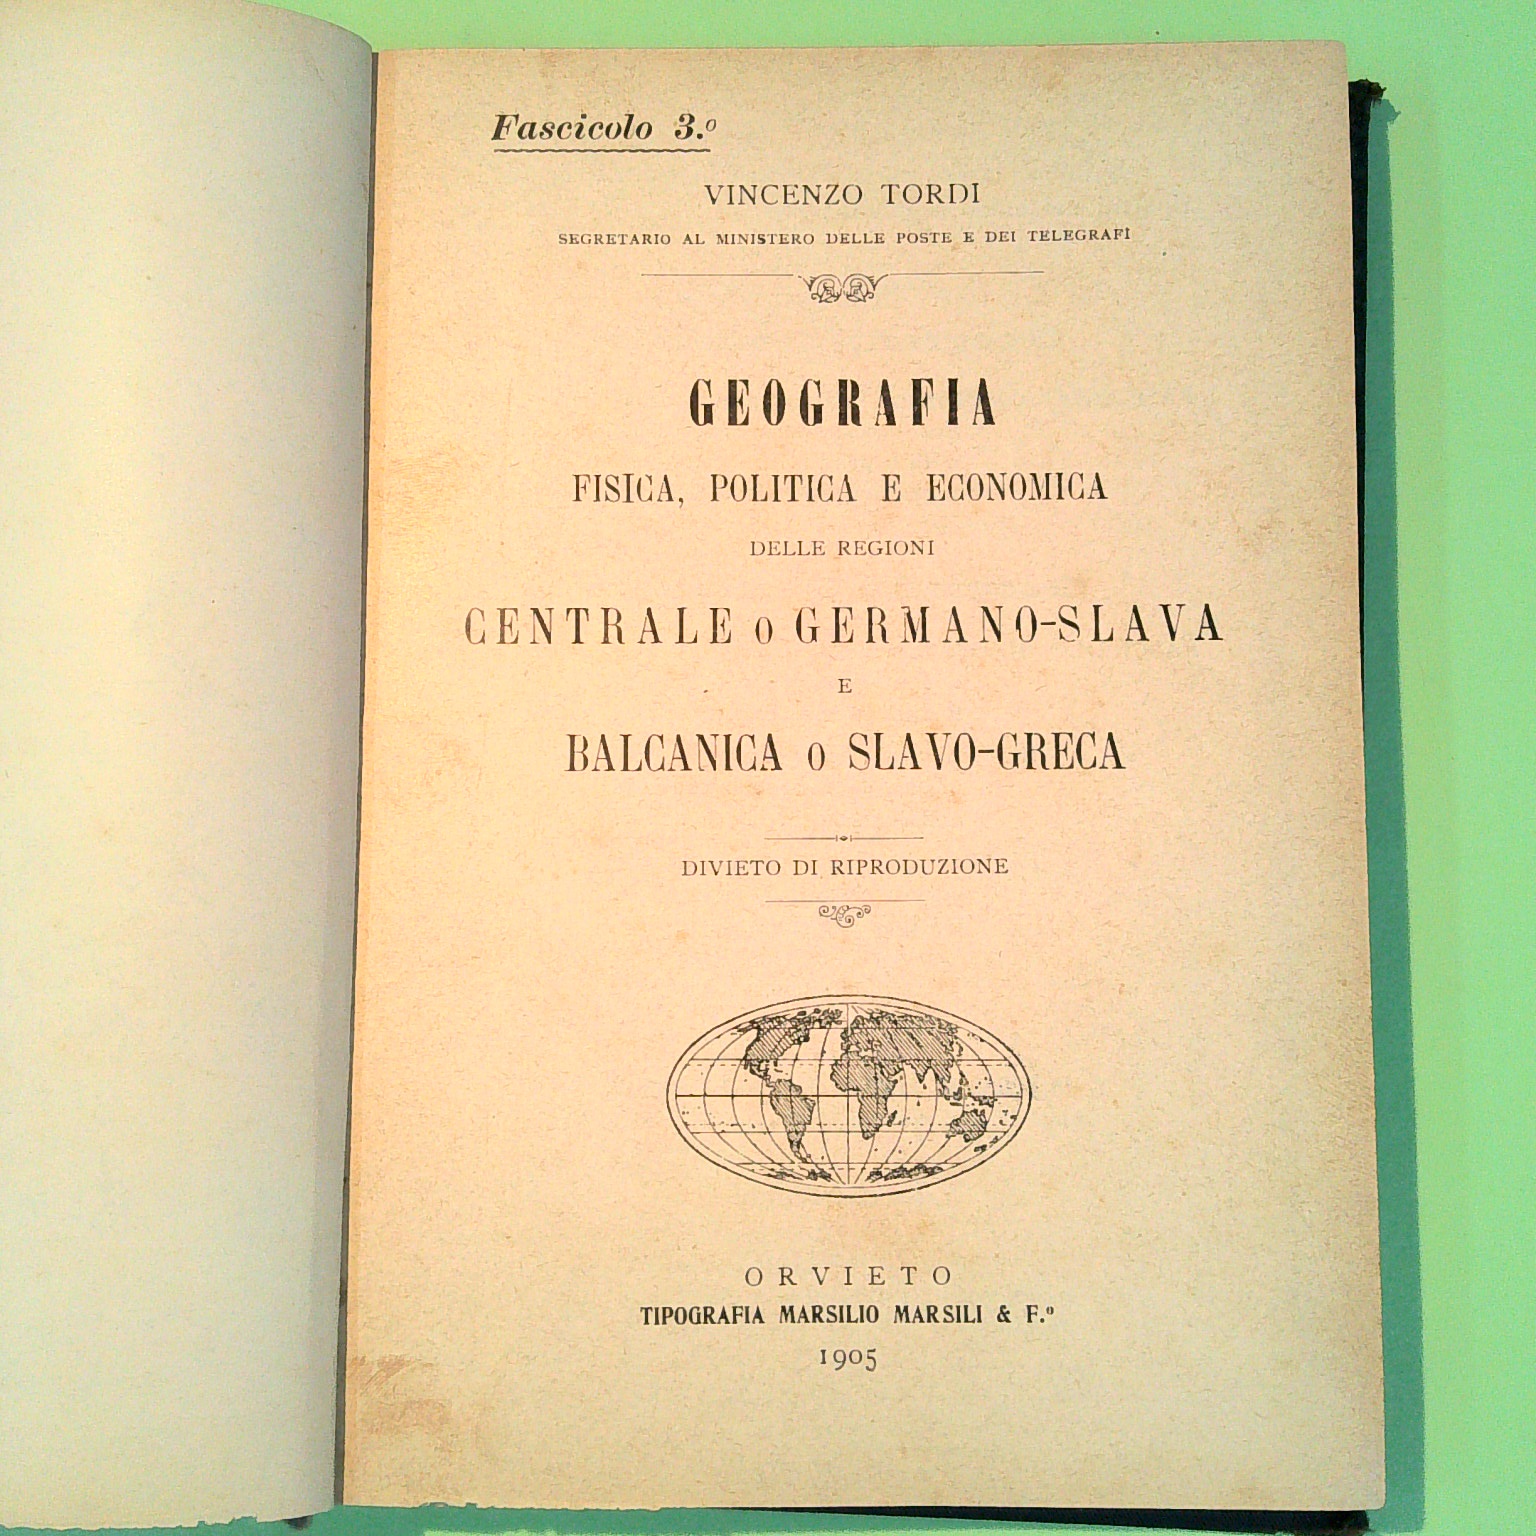 Fascicolo 3.º
VINCENZO TORDI
SEGRETARIO AL MINISTERO DELLE POSTE E DEI TELEGRAFI
GEOGRAFIA
FISICA, POLITICA E ECONOMICA
DELLE REGIONI
CENTRALE o GERMANO-SLAVA
E
BALCANICA o SLAVO-GRECA
DIVIETO DI RIPRODUZIONE
ORVIETO
TIPOGRAFIA MARSILIO MARSILI & F.º
1905